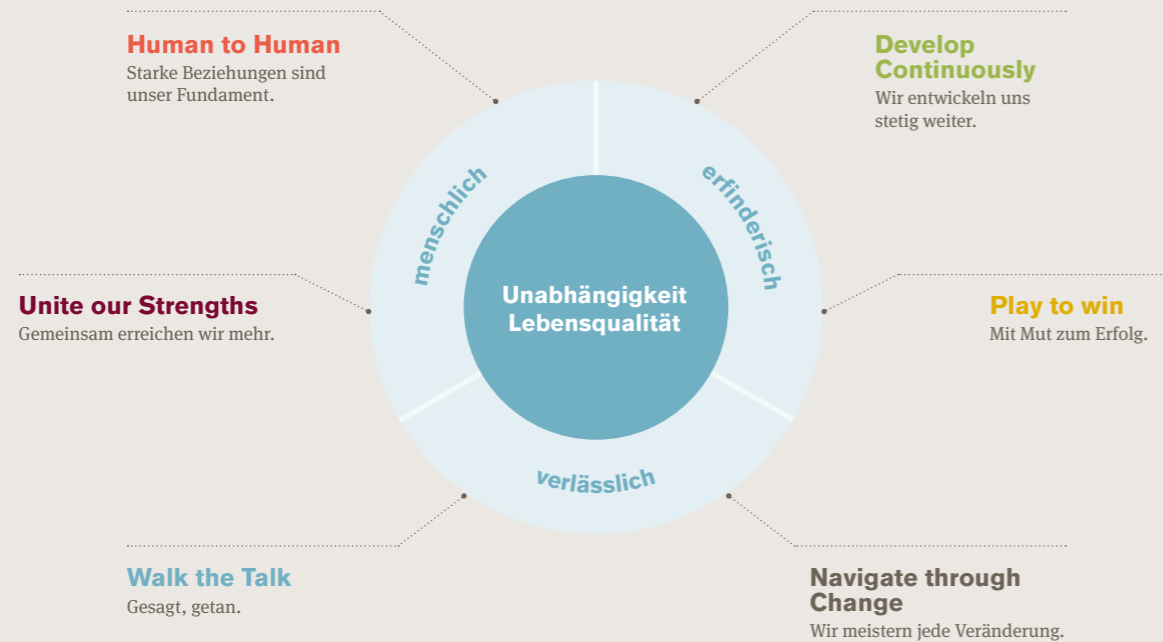 Human to Human
Starke Beziehungen sind
unser Fundament.
Develop
Continuously
Wir entwickeln uns
stetig weiter.
menschlich
erfinderisch
Unabhängigkeit
Lebensqualität
Unite our Strengths
Gemeinsam erreichen wir mehr.
Play to win
Mit Mut zum Erfolg.
verlässlich
Walk the Talk
Gesagt, getan.
Navigate through
Change
Wir meistern jede Veränderung.